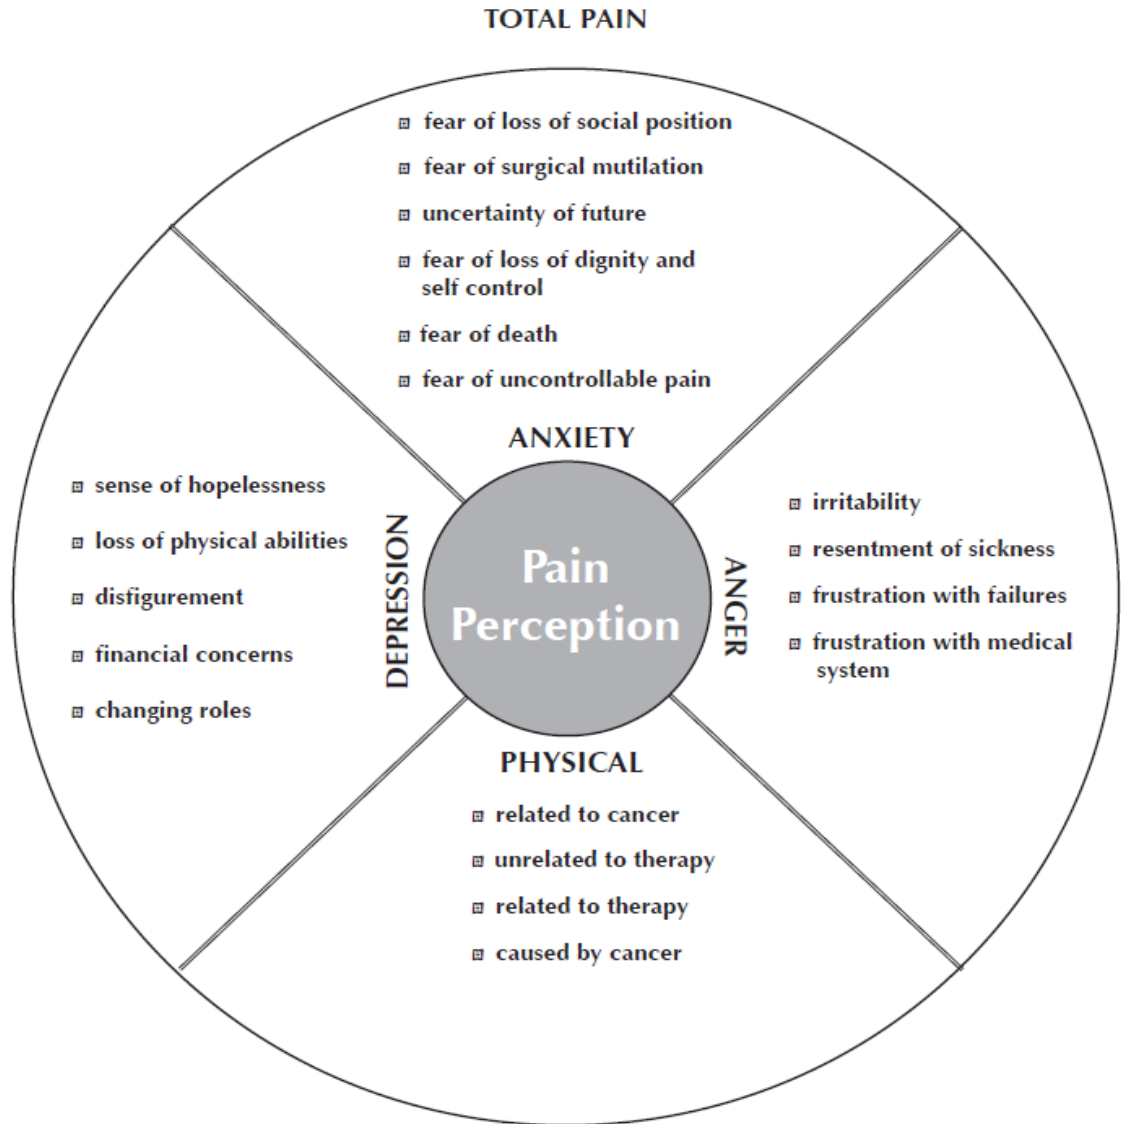 TOTAL PAIN
fear of loss of social position
fear of surgical mutilation
uncertainty of future
fear of loss of dignity and
self control
fear of death
fear of uncontrollable pain
ANXIETY
sense of hopelessness
loss of physical abilities
disfigurement
financial concerns
changing roles
DEPRESSION
Pain
Perception
ANGER
irritability
resentment of sickness
frustration with failures
frustration with medical
system
PHYSICAL
related to cancer
unrelated to therapy
related to therapy
caused by cancer